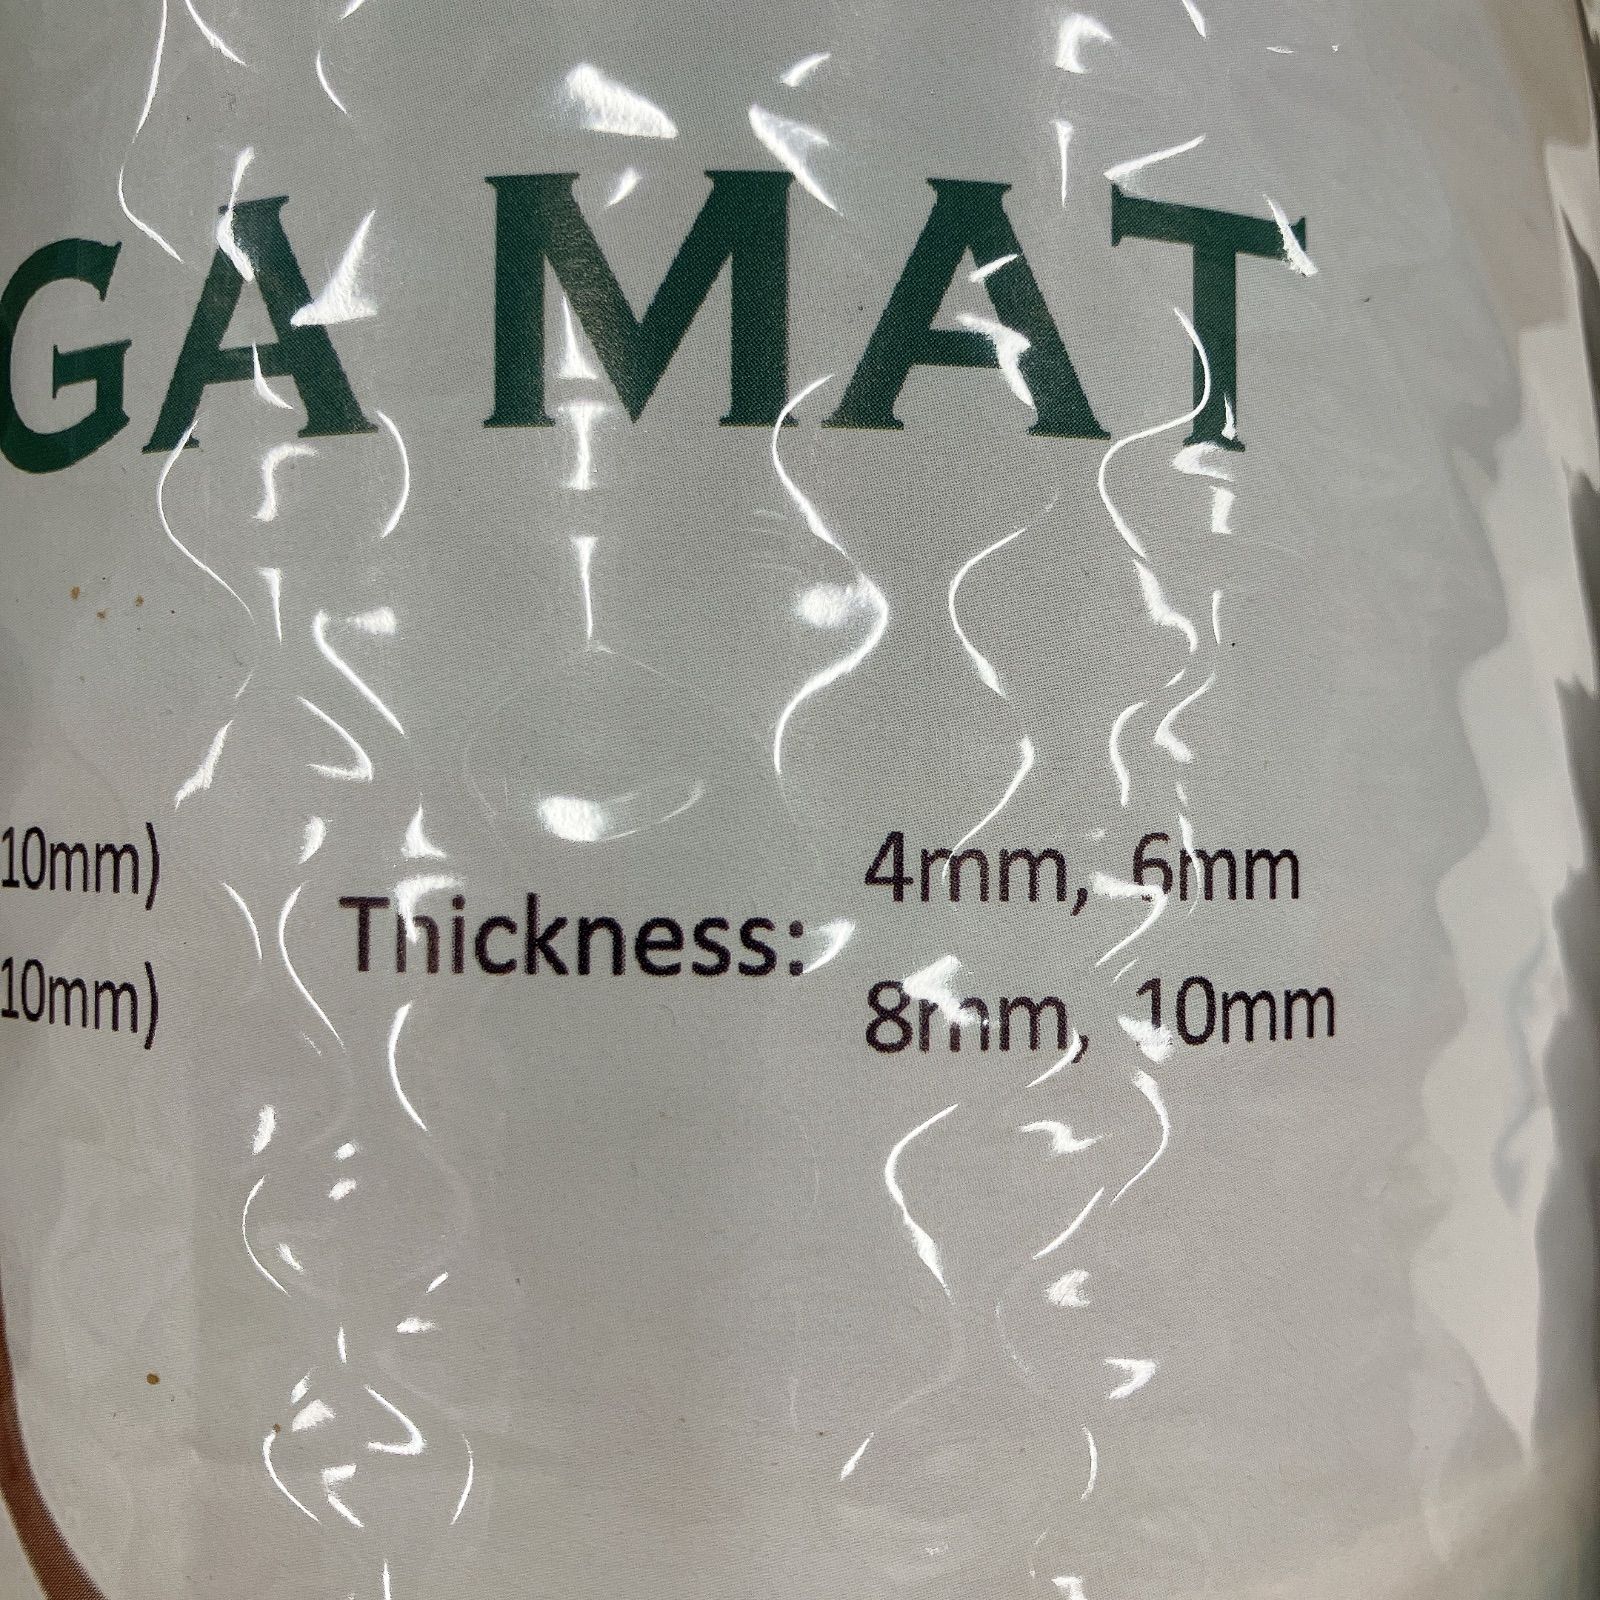 GA MAT
10mm)
10mm)
Thickness:
4mm, 6mm
8mm, 10mm